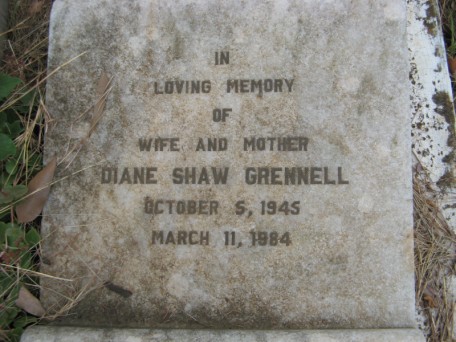 IN
LOVING MEMORY
OF
WIFE AND MOTHER
DIANE SHAW GRENNELL
OCTOBER 5, 1945
MARCH 11, 1984